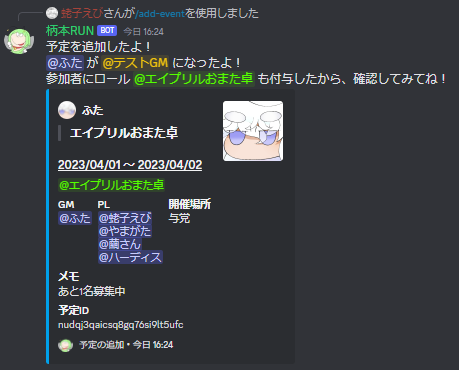 蛯子えびさんが/add-eventを使用しました
柄本RUN BOT 今日 16:24
予定を追加したよ！
@ふた が @テストGM になったよ！
参加者にロール @エイプリルおまた卓 も付与したから、確認してみてね！
ふた
エイプリルおまた卓
2023/04/01～2023/04/02
@エイプリルおまた卓
GM PL 開催場所
@ふた @蛯子えび 与党
@やまがた
@繭さん
@ハーディス
メモ
あと1名募集中
予定ID
nudqj3qaicsq8gq76si9lt5ufc
予定の追加・今日 16:24